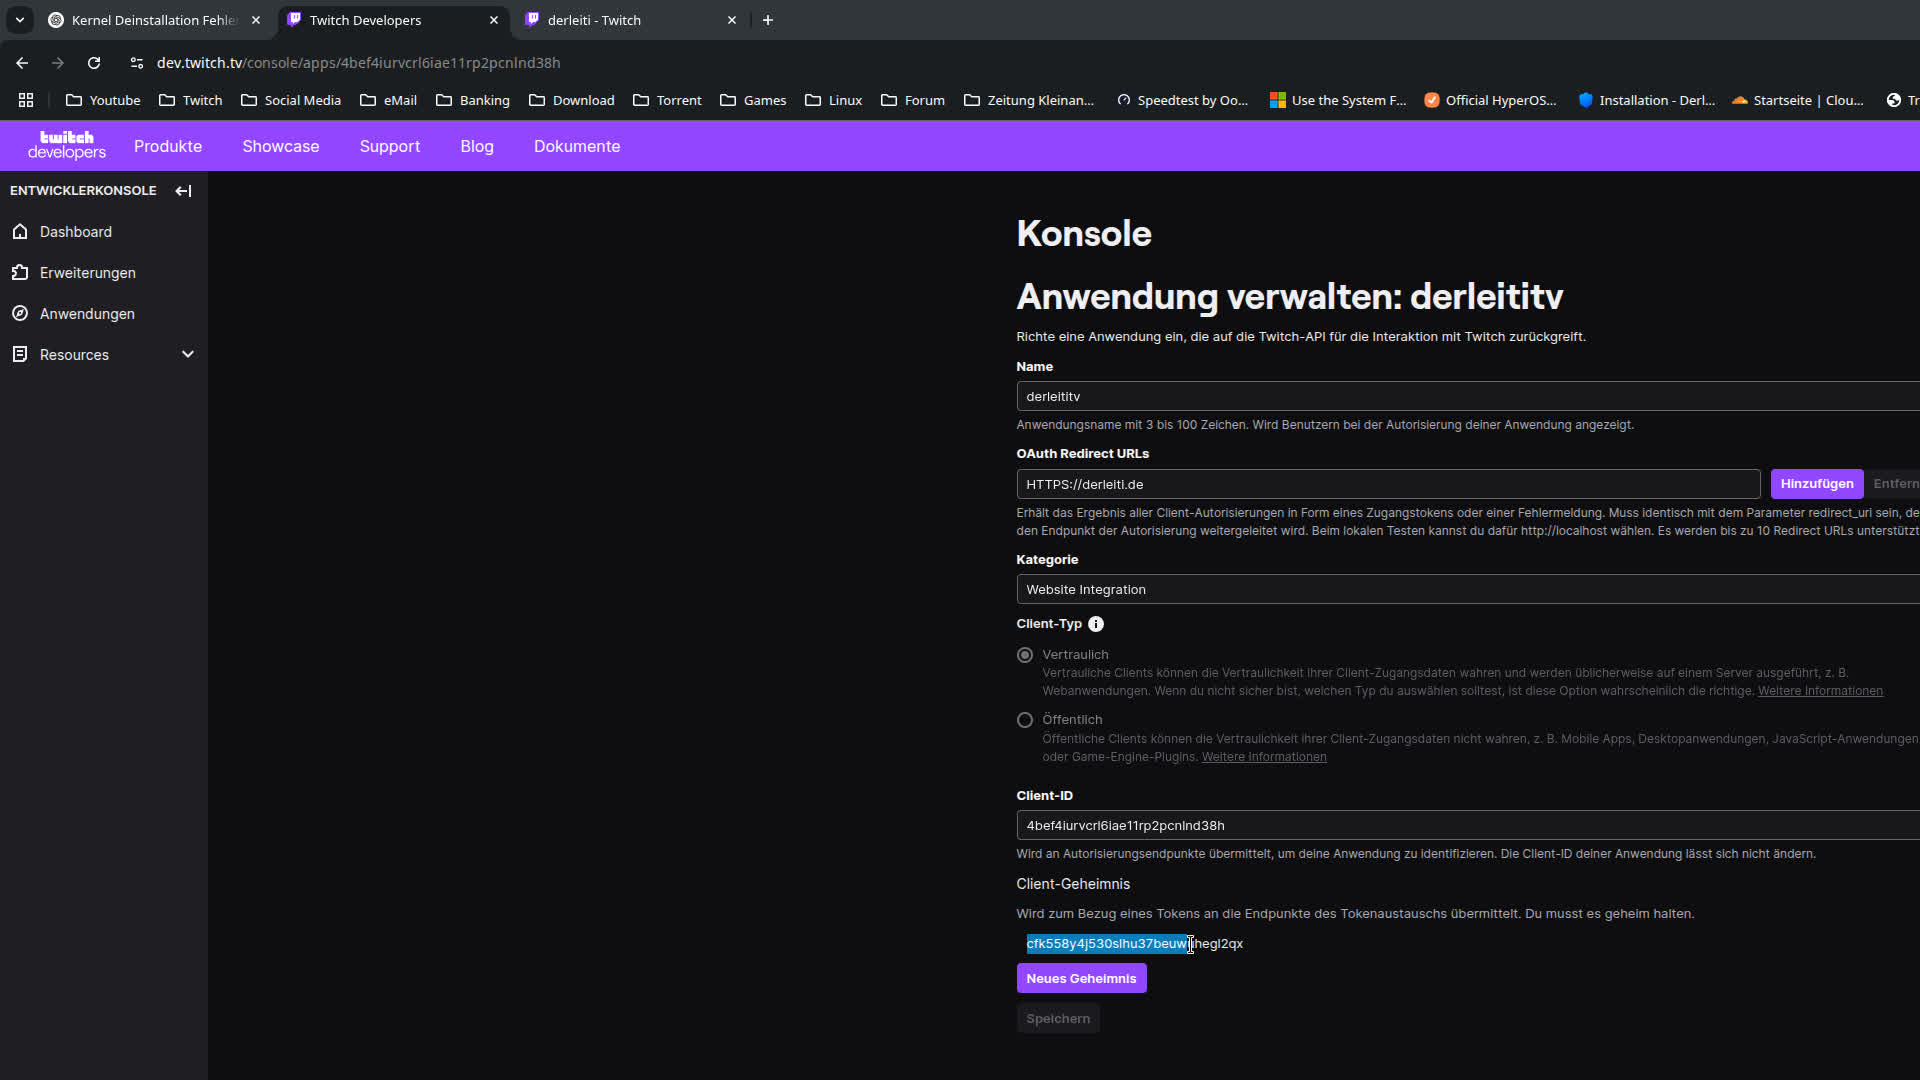 Kernel Deinstallation Fehle
Twitch Developers
derleiti - Twitch
dev.twitch.tv/console/apps/4bef4iurvcrl6iae11rp2pcnlnd38h
Youtube
Twitch
Social Media
eMail
Banking
Download
Torrent
Games
Linux
Forum
Zeitung Kleinan...
Speedtest by Oo...
Use the System F...
Official HyperOS...
Installation - Derl...
Startseite | Clou...
Tr
twitch developers
Produkte
Showcase
Support
Blog
Dokumente
ENTWICKLERKONSOLE
Dashboard
Erweiterungen
Anwendungen
Resources
Konsole
Anwendung verwalten: derleititv
Richte eine Anwendung ein, die auf die Twitch-API für die Interaktion mit Twitch zurückgreift.
Name
derleititv
Anwendungsname mit 3 bis 100 Zeichen. Wird Benutzern bei der Autorisierung deiner Anwendung angezeigt.
OAuth Redirect URLs
HTTPS://derleiti.de
Hinzufügen
Entfern
Erhält das Ergebnis aller Client-Autorisierungen in Form eines Zugangstokens oder einer Fehlermeldung. Muss identisch mit dem Parameter redirect_uri sein, de
den Endpunkt der Autorisierung weitergeleitet wird. Beim lokalen Testen kannst du dafür http://localhost wählen. Es werden bis zu 10 Redirect URLs unterstützt
Kategorie
Website Integration
Client-Typ
Vertraulich
Vertrauliche Clients können die Vertraulichkeit ihrer Client-Zugangsdaten wahren und werden üblicherweise auf einem Server ausgeführt, z. B.
Webanwendungen. Wenn du nicht sicher bist, welchen Typ du auswählen solltest, ist diese Option wahrscheinlich die richtige. Weitere Informationen
Öffentlich
Öffentliche Clients können die Vertraulichkeit ihrer Client-Zugangsdaten nicht wahren, z. B. Mobile Apps, Desktopanwendungen, JavaScript-Anwendungen
oder Game-Engine-Plugins. Weitere Informationen
Client-ID
4bef4iurvcrl6iae11rp2pcnlnd38h
Wird an Autorisierungsendpunkte übermittelt, um deine Anwendung zu identifizieren. Die Client-ID deiner Anwendung lässt sich nicht ändern.
Client-Geheimnis
Wird zum Bezug eines Tokens an die Endpunkte des Tokenaustauschs übermittelt. Du musst es geheim halten.
Neues Geheimnis
Speichern